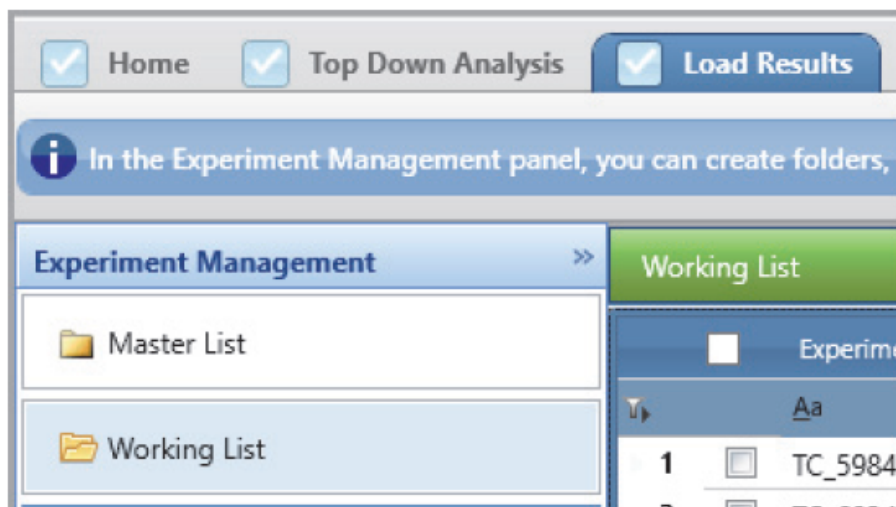 Home
Top Down Analysis
Load Results
In the Experiment Management panel, you can create folders,
Experiment Management
Working List
Master List
Aa
Working List
1
TC_5984